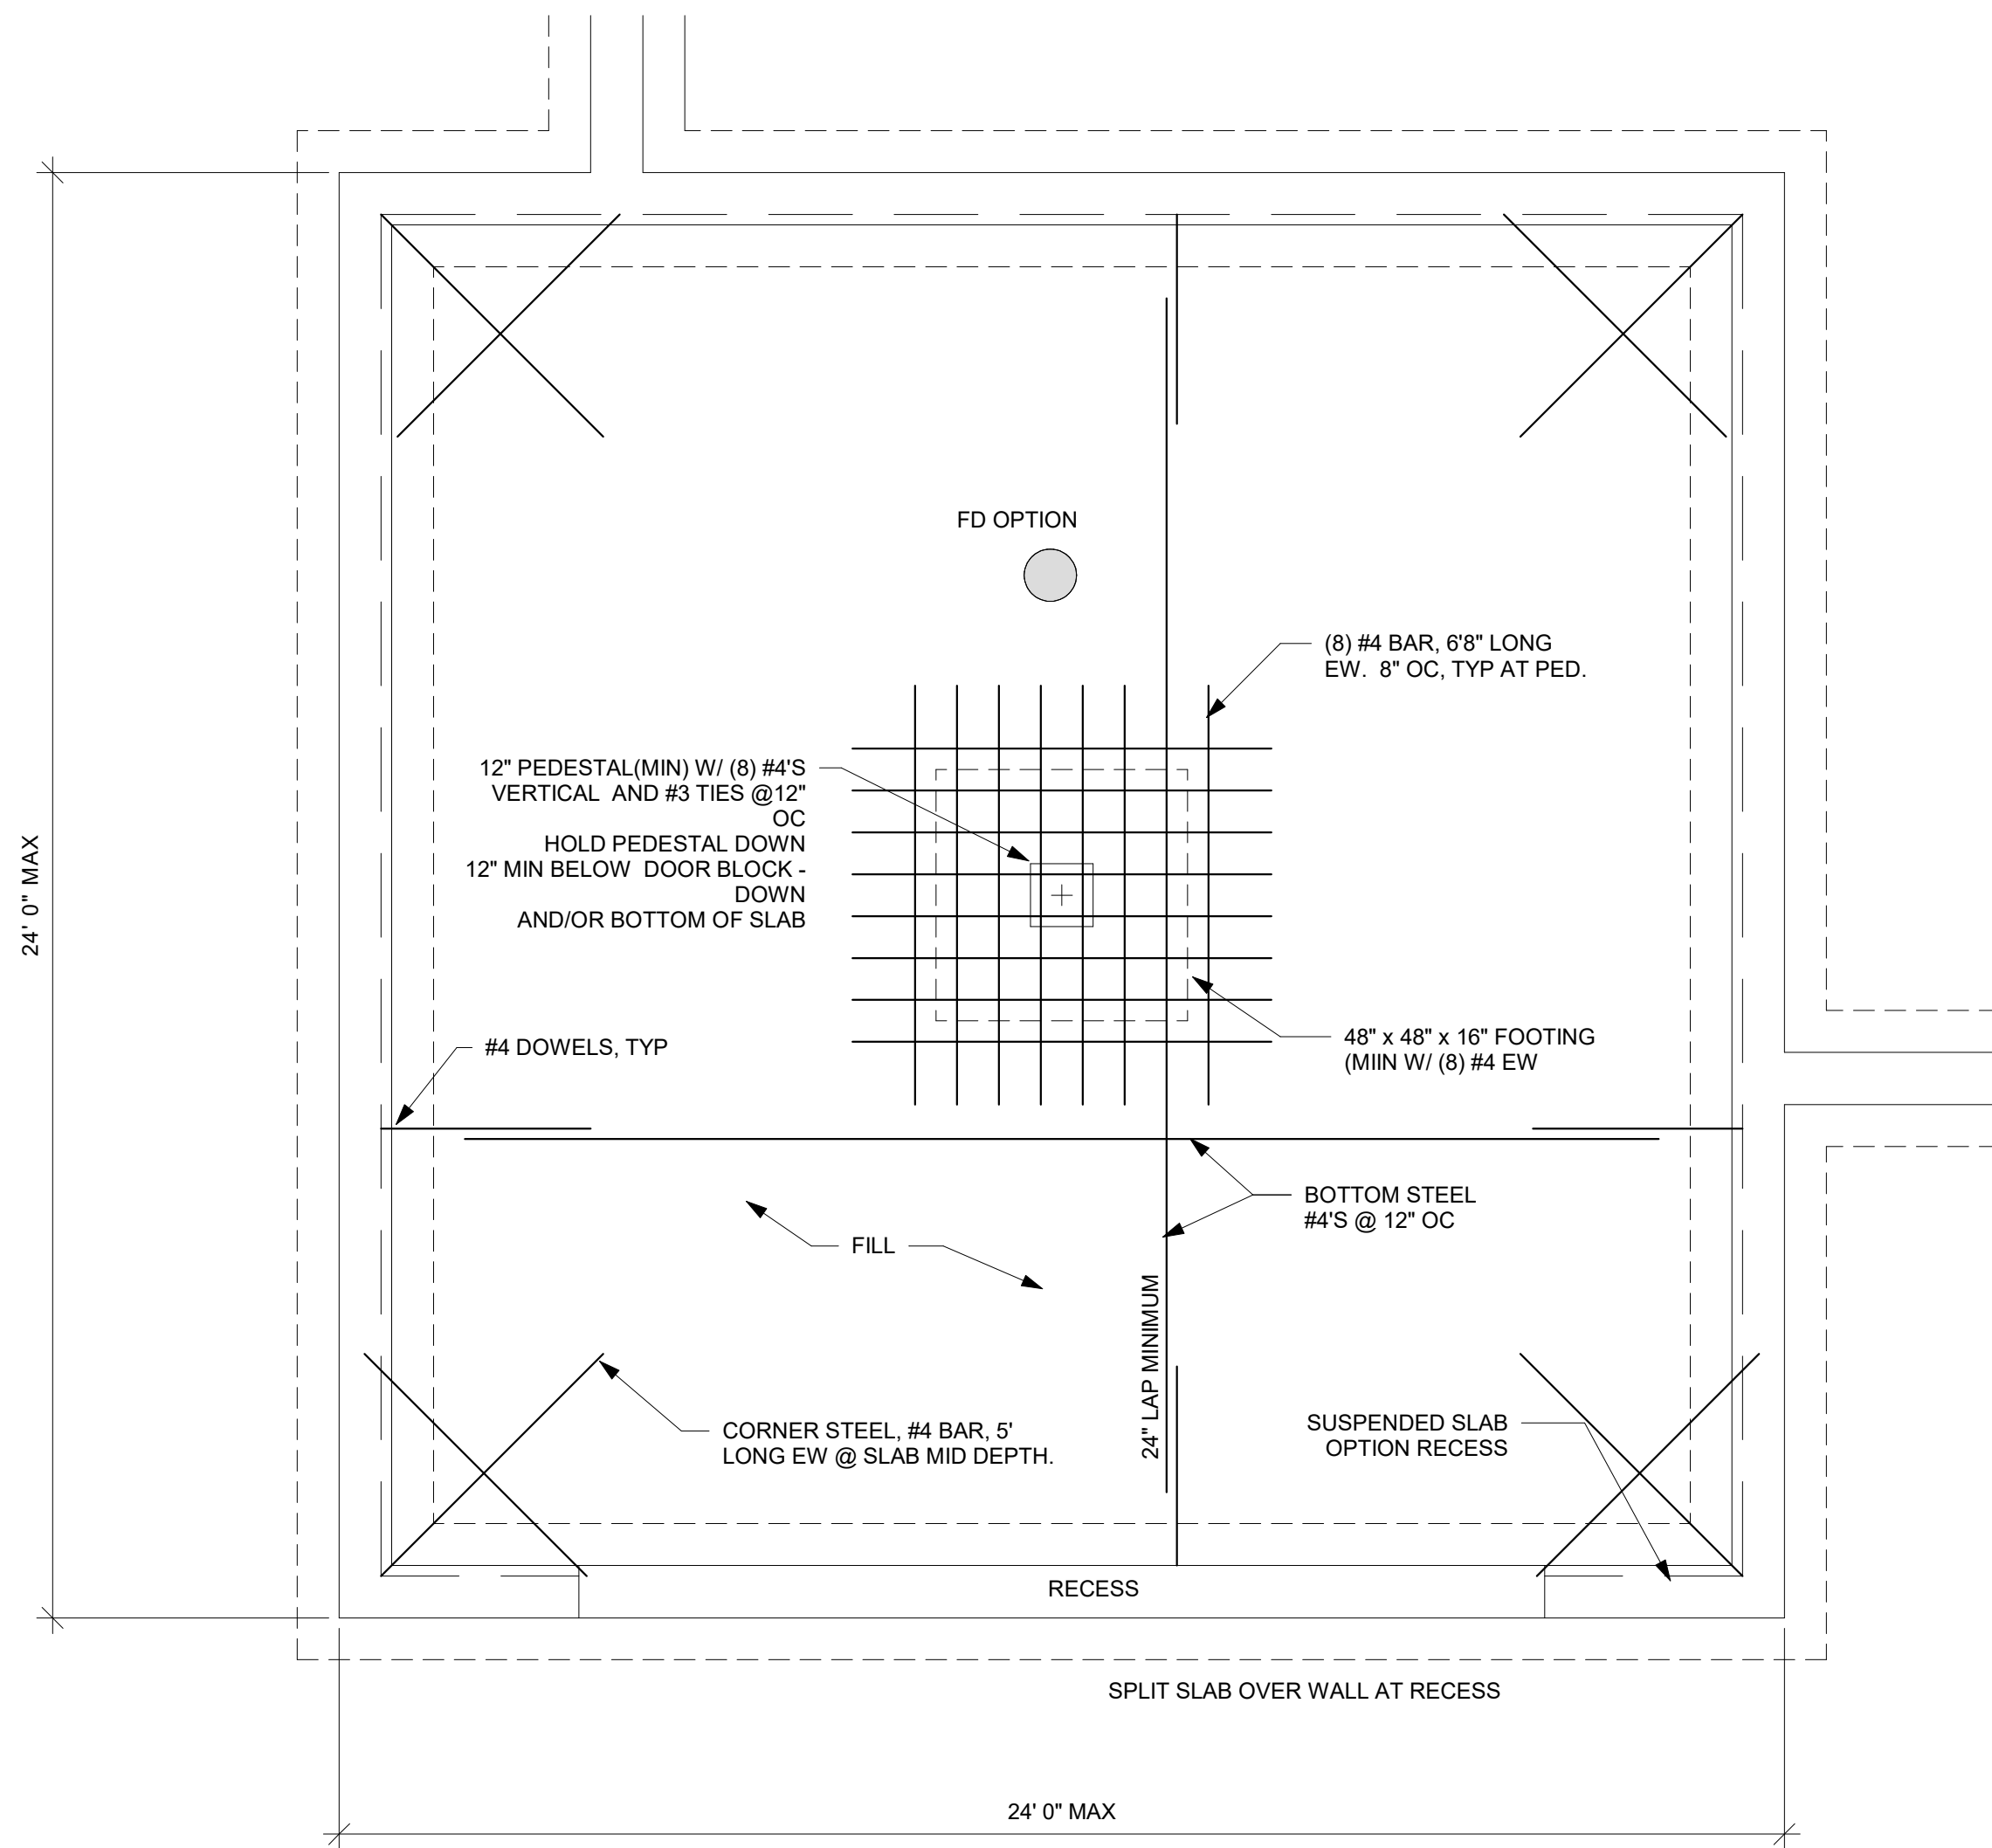 FD OPTION
(8) #4 BAR, 6'8" LONG
EW.  8" OC, TYP AT PED.
12" PEDESTAL(MIN) W/ (8) #4'S
VERTICAL  AND #3 TIES @12"
OC
HOLD PEDESTAL DOWN
12" MIN BELOW  DOOR BLOCK -
DOWN
AND/OR BOTTOM OF SLAB
24' 0" MAX
#4 DOWELS, TYP
48" x 48" x 16" FOOTING
(MIIN W/ (8) #4 EW
BOTTOM STEEL
#4'S @ 12" OC
FILL
24" LAP MINIMUM
CORNER STEEL, #4 BAR, 5'
LONG EW @ SLAB MID DEPTH.
SUSPENDED SLAB
OPTION RECESS
RECESS
SPLIT SLAB OVER WALL AT RECESS
24' 0" MAX